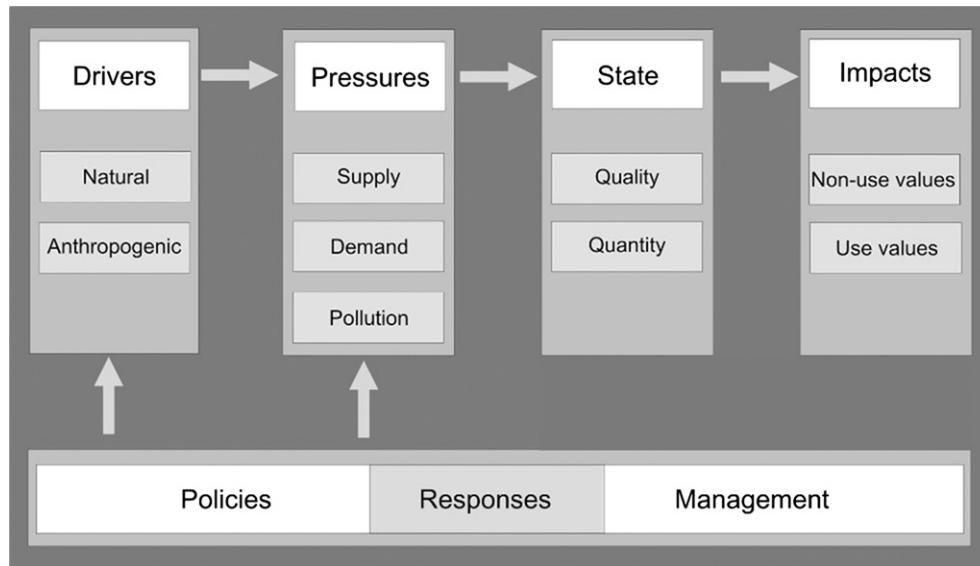 Drivers
Pressures
State
Impacts
Natural
Supply
Quality
Non-use values
Anthropogenic
Demand
Quantity
Use values
Pollution
Policies
Responses
Management